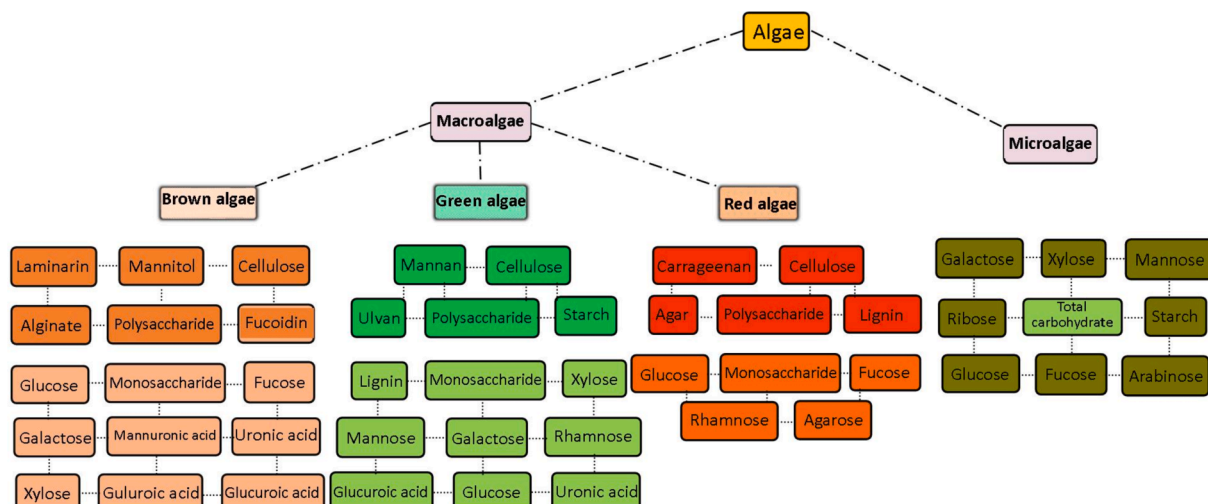 Algae
Macroalgae
Microalgae
Brown algae
Green algae
Red algae
Laminarin
Mannitol
Cellulose
Alginate
Polysaccharide
Fucoidin
Glucose
Monosaccharide
Fucose
Galactose
Mannuronic acid
Uronic acid
Xylose
Guluroic acid
Glucuroic acid
Mannan
Cellulose
Ulvan
Polysaccharide
Starch
Lignin
Monosaccharide
Xylose
Mannose
Galactose
Rhamnose
Glucuroic acid
Glucose
Uronic acid
Carrageenan
Cellulose
Agar
Polysaccharide
Lignin
Glucose
Monosaccharide
Fucose
Rhamnose
Agarose
Galactose
Xylose
Mannose
Ribose
Total
carbohydrate
Starch
Glucose
Fucose
Arabinose